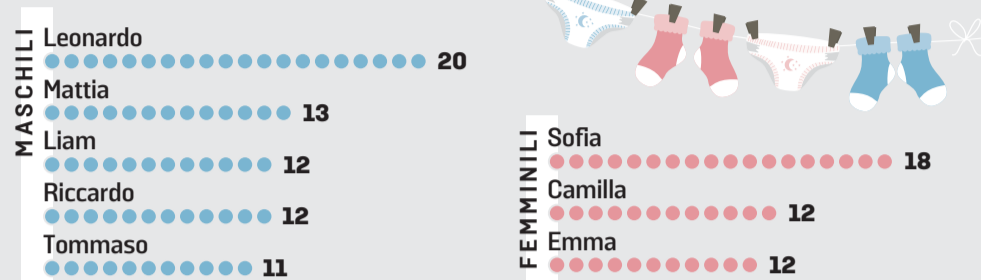 MASCHILI
Leonardo
20
Mattia
13
Liam
12
Riccardo
12
Tommaso
11
FEMMINILI
Sofia
18
Camilla
12
Emma
12